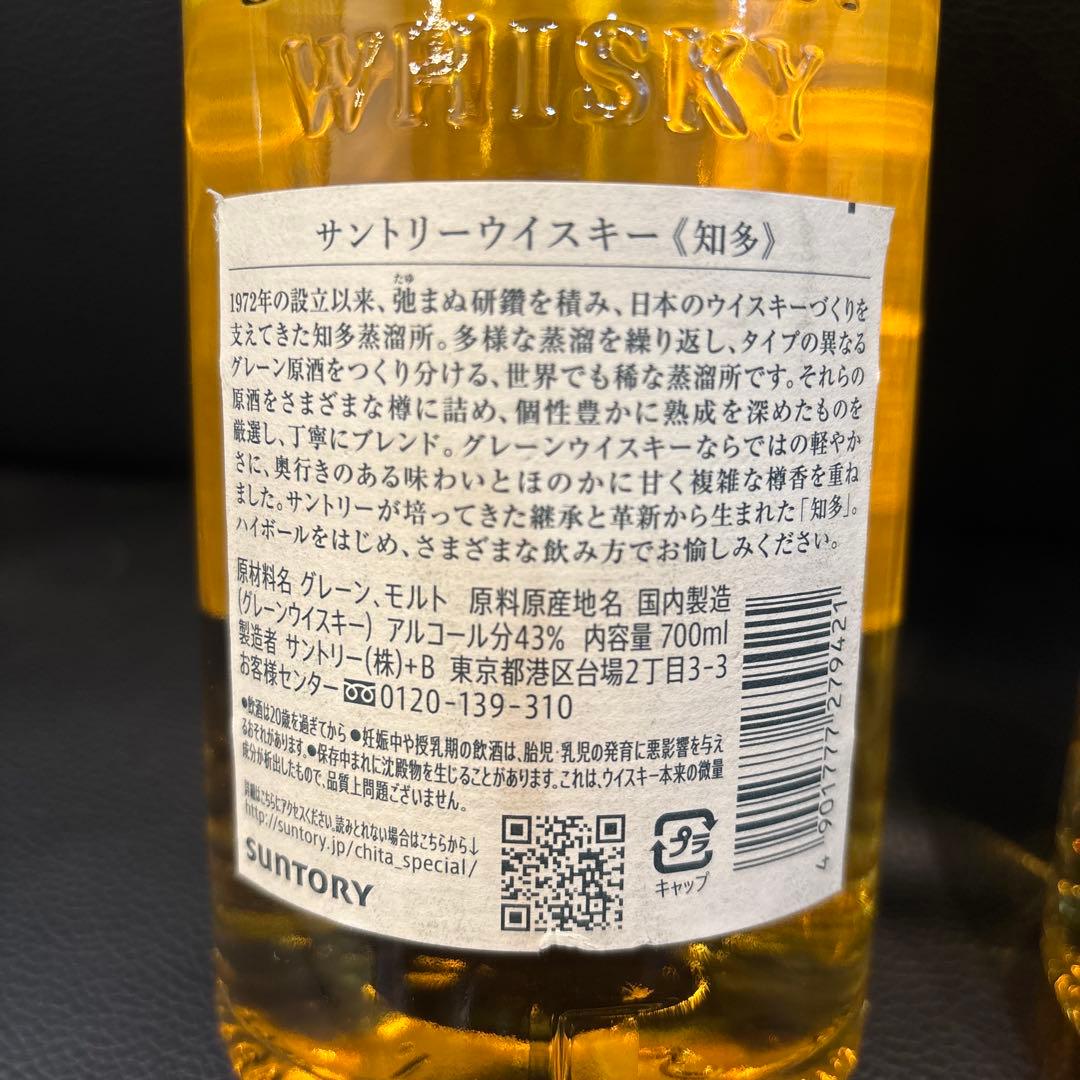 WHISKY
サントリーウイスキー《知多》
たゆ
1972年の設立以来、弛まぬ研鑽を積み、日本のウイスキーづくりを
支えてきた知多蒸溜所。多様な蒸溜を繰り返し、タイプの異なる
グレーン原酒をつくり分ける、世界でも稀な蒸溜所です。それらの
原酒をさまざまな樽に詰め、個性豊かに熟成を深めたものを
厳選し、丁寧にブレンド。グレーンウイスキーならではの軽やか
さに、奥行きのある味わいとほのかに甘く複雑な樽香を重ね
ました。サントリーが培ってきた継承と革新から生まれた「知多」。
ハイボールをはじめ、さまざまな飲み方でお愉しみください。
原材料名 グレーン、モルト 原料原産地名 国内製造
(グレーンウイスキー) アルコール分43% 内容量 700ml
製造者 サントリー(株)+B 東京都港区台場2丁目3-3
お客様センター 0120-139-310
●飲酒は20歳を過ぎてから ●妊娠中や授乳期の飲酒は、胎児・乳児の発育に悪影響を与え
るおそれがあります。●保存中まれに沈殿物を生じることがあります。これは、ウイスキー本来の微量
成分が析出したもので、品質上問題ございません。
詳細はこちらにアクセスください。読みとれない場合はこちらから↓
http://suntory.jp/chita_special/
SUNTORY
プラ
キャップ
4 901777 279421